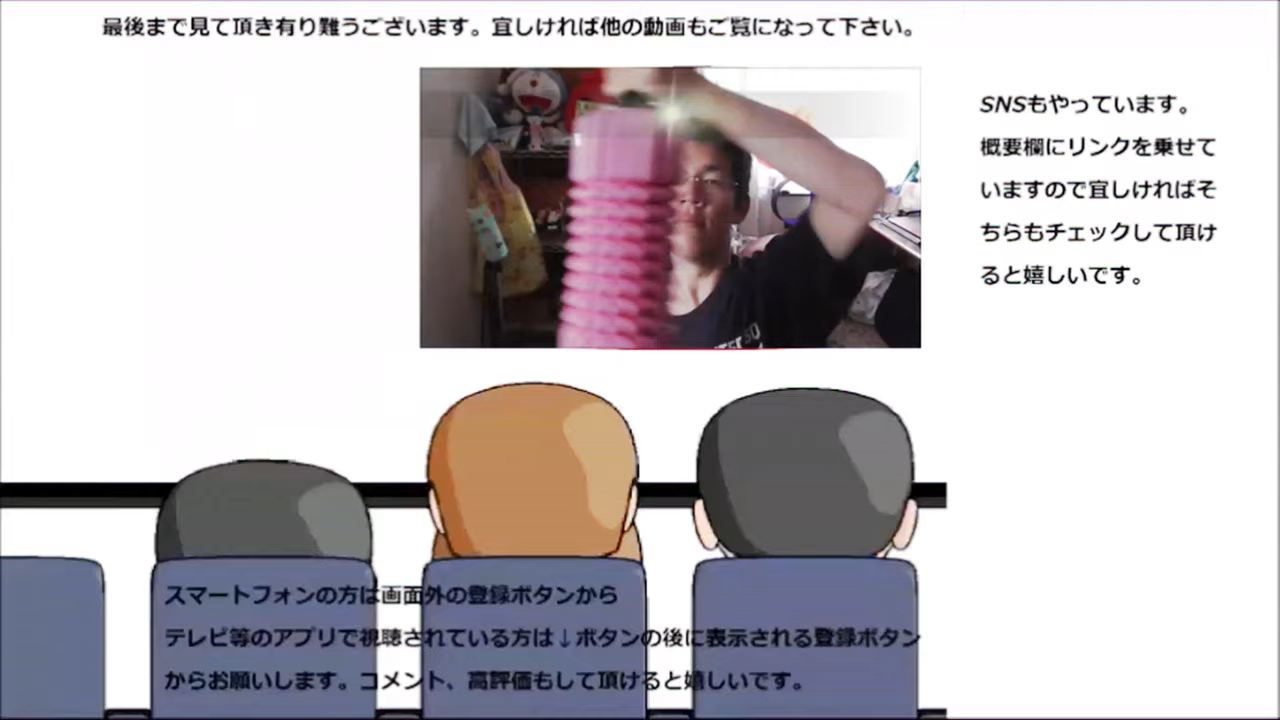 最後まで見て頂き有り難うございます。宜しければ他の動画もご覧になって下さい。
SNSもやっています。
概要欄にリンクを乗せて
いますので宜しければそ
ちらもチェックして頂け
ると嬉しいです。
スマートフォンの方は画面外の登録ボタンから
テレビ等のアプリで視聴されている方は↓ボタンの後に表示される登録ボタン
からお願いします。コメント、高評価もして頂けると嬉しいです。